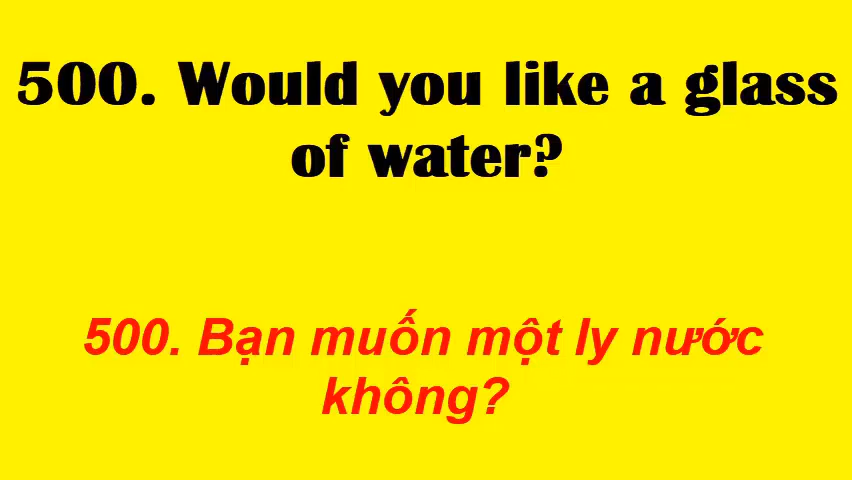 500. Would you like a glass
of water?
500. Bạn muốn một ly nước
không?